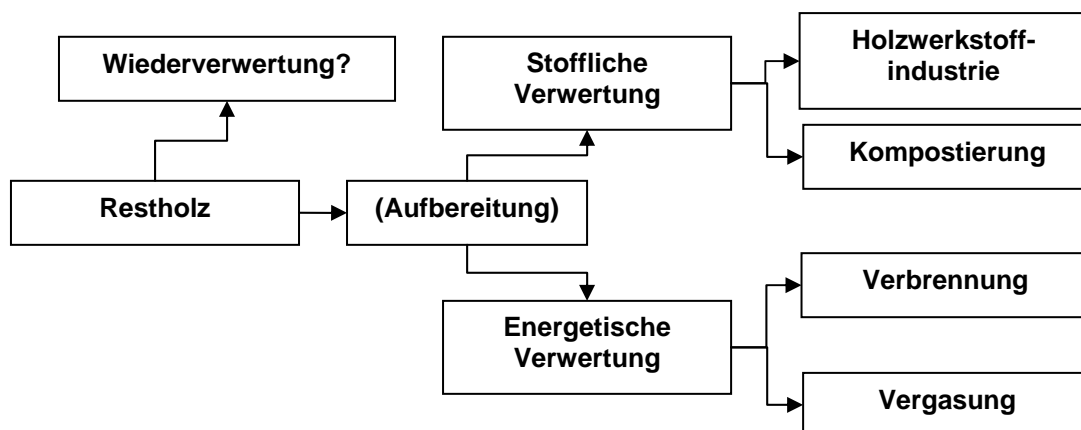 Wiederverwertung?
Stoffliche
Verwertung
Holzwerkstoff-
industrie
Kompostierung
Restholz
(Aufbereitung)
Energetische
Verwertung
Verbrennung
Vergasung